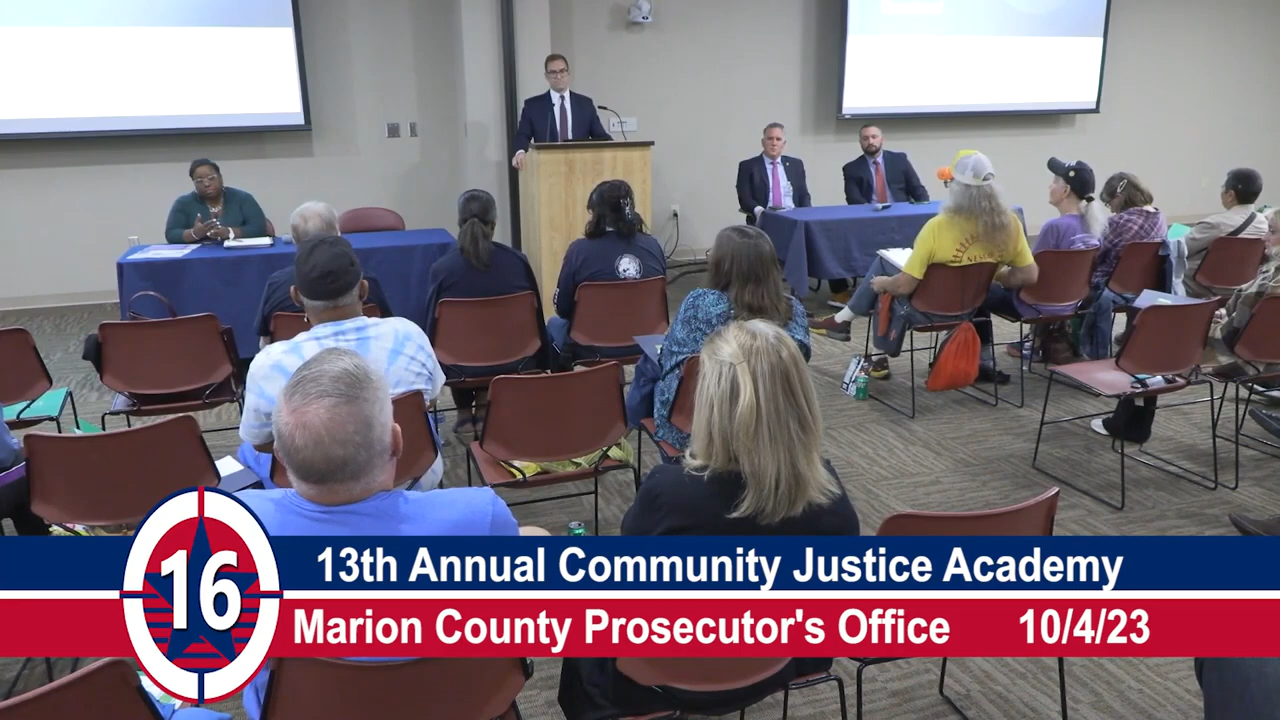 16
13th Annual Community Justice Academy
Marion County Prosecutor's Office 10/4/23